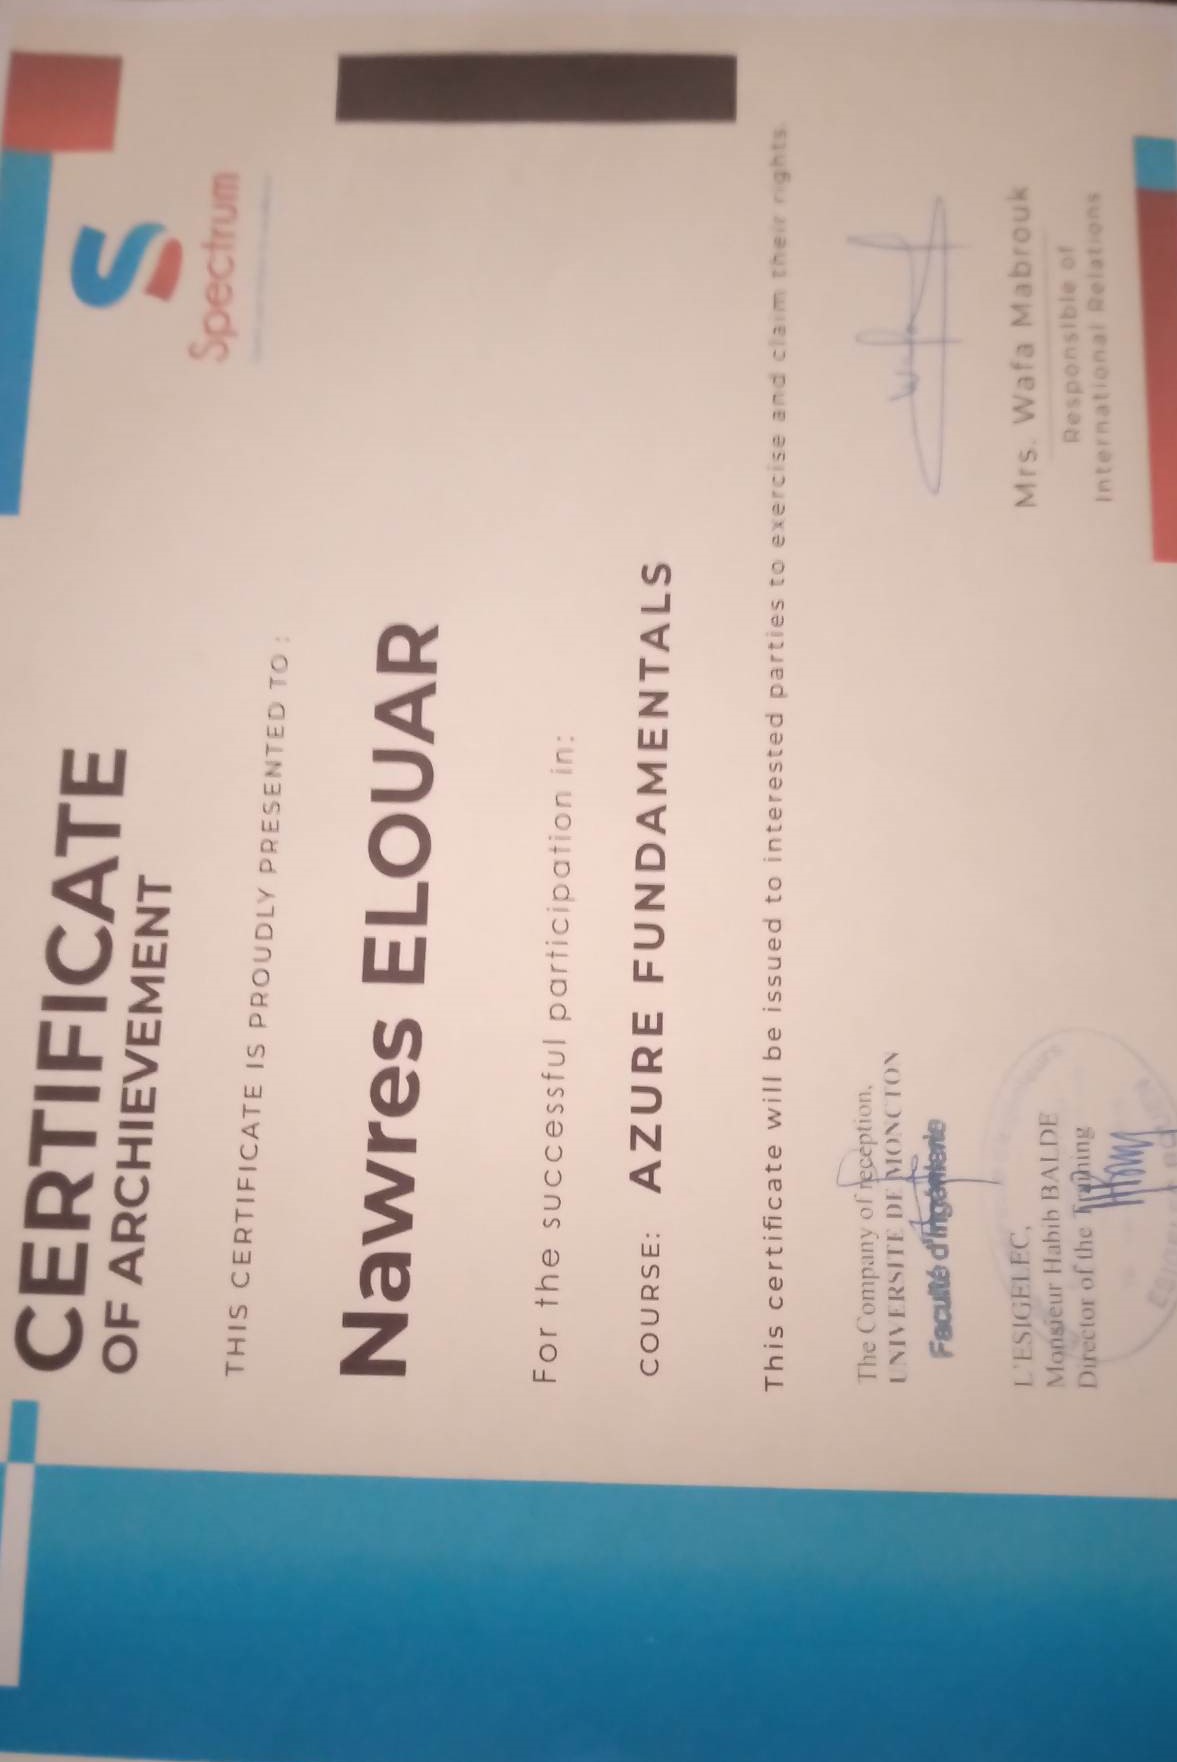 CERTIFICATE
OF ARCHIEVEMENT
Spectrum
THIS CERTIFICATE IS PROUDLY PRESENTED TO :
Nawres ELOUAR
For the successful participation in:
COURSE: AZURE FUNDAMENTALS
This certificate will be issued to interested parties to exercise and claim their rights.
The Company of reception,
UNIVERSITE DE MONCTON
Faculté d'Ingénierie
L'ESIGELEC,
Monsieur Habib BALDE
Director of the Training
ESIGELEC ROUEN
Wafa
Mrs. Wafa Mabrouk
Responsible of
International Relations